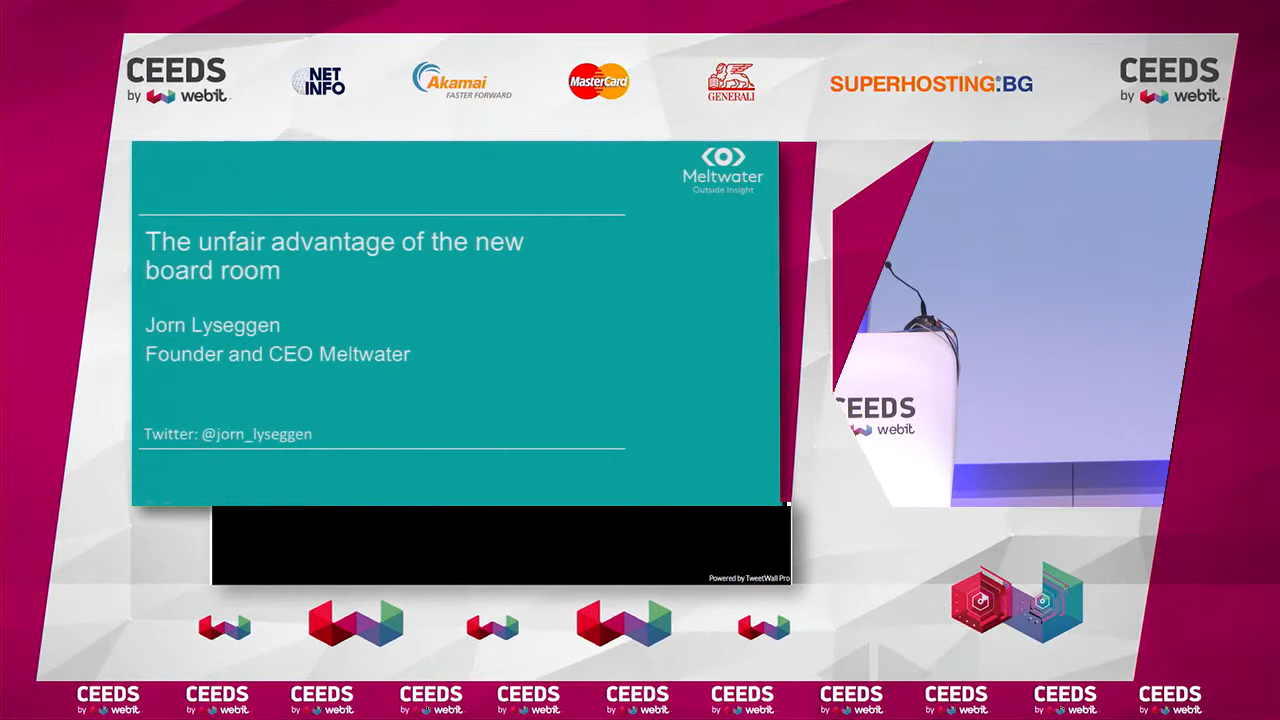 CEEDS
by webit
NET
INFO
Akamai
FASTER FORWARD
MasterCard
GENERALI
SUPERHOSTING.BG
CEEDS
by webit
Meltwater
Outside Insight
The unfair advantage of the new
board room
Jorn Lyseggen
Founder and CEO Meltwater
Twitter: @jorn_lyseggen
CEEDS
webit
Powered by TweetWall Pro
CEEDS CEEDS CEEDS CEEDS CEEDS CEEDS CEEDS CEEDS CEEDS CEEDS CEEDS
by webit by webit by webit by webit by webit by webit by webit by webit by webit by webit by webit